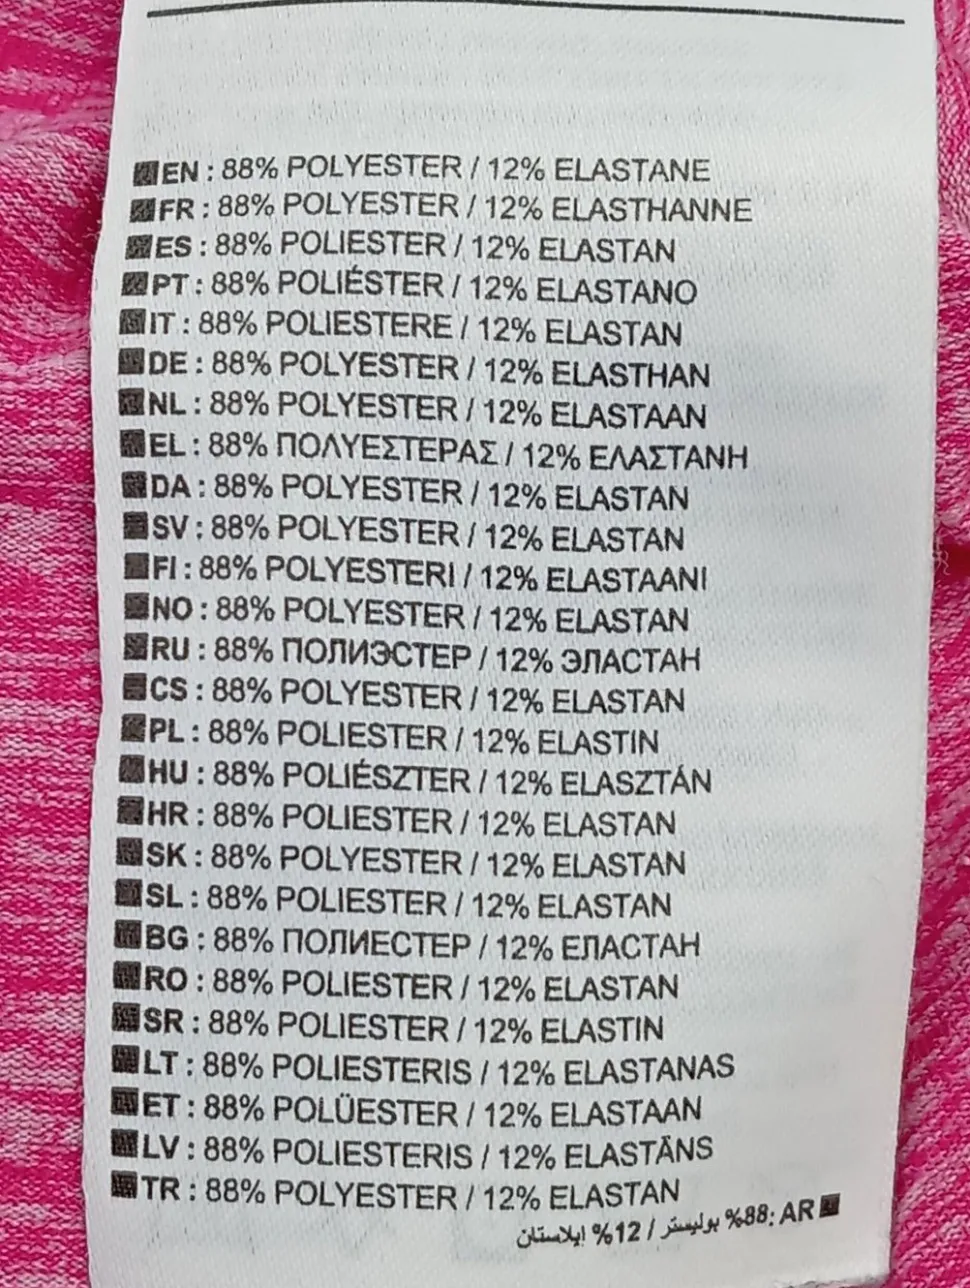 EN : 88% POLYESTER / 12% ELASTANE
FR : 88% POLYESTER / 12% ELASTHANNE
ES : 88% POLIESTER / 12% ELASTAN
PT : 88% POLIÉSTER / 12% ELASTANO
IT : 88% POLIESTERE / 12% ELASTAN
DE : 88% POLYESTER / 12% ELASTHAN
NL : 88% POLYESTER / 12% ELASTAAN
EL : 88% ΠΟΛΥΕΣΤΕΡΑΣ / 12% ΕΛΑΣΤΑΝΗ
DA : 88% POLYESTER / 12% ELASTAN
SV : 88% POLYESTER / 12% ELASTAN
FI : 88% POLYESTERI / 12% ELASTAANI
NO : 88% POLYESTER / 12% ELASTAN
RU : 88% ПОЛИЭСТЕР / 12% ЭЛАСТАН
CS : 88% POLYESTER / 12% ELASTAN
PL : 88% POLIESTER / 12% ELASTIN
HU : 88% POLIÉSZTER / 12% ELASZTÁN
HR : 88% POLIESTER / 12% ELASTAN
SK : 88% POLYESTER / 12% ELASTAN
SL : 88% POLIESTER / 12% ELASTAN
BG : 88% ПОЛИЕСТЕР / 12% ЕЛАСТАН
RO : 88% POLIESTER / 12% ELASTAN
SR : 88% POLIESTER / 12% ELASTIN
LT : 88% POLIESTERIS / 12% ELASTANAS
ET : 88% POLÜESTER / 12% ELASTAAN
LV : 88% POLIESTERIS / 12% ELASTĀNS
TR : 88% POLYESTER / 12% ELASTAN
AR :88% بوليستر / 12% إيلاستان